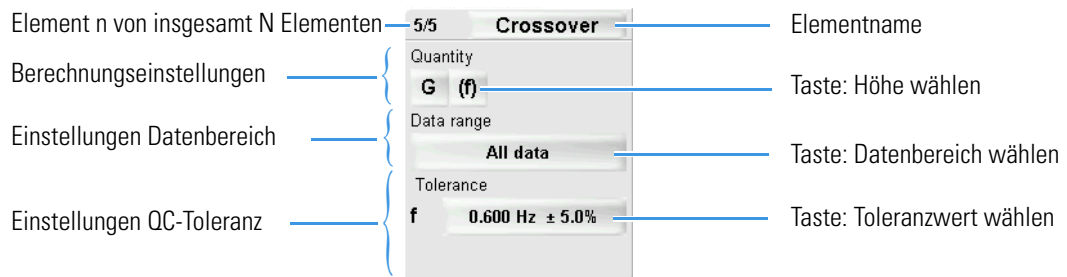 Element n von insgesamt N Elementen
5/5
Crossover
Elementname
Quantity
Berechnungseinstellungen
G
(f)
Taste: Höhe wählen
Data range
Einstellungen Datenbereich
All data
Taste: Datenbereich wählen
Tolerance
Einstellungen QC-Toleranz
f
0.600 Hz ± 5.0%
Taste: Toleranzwert wählen